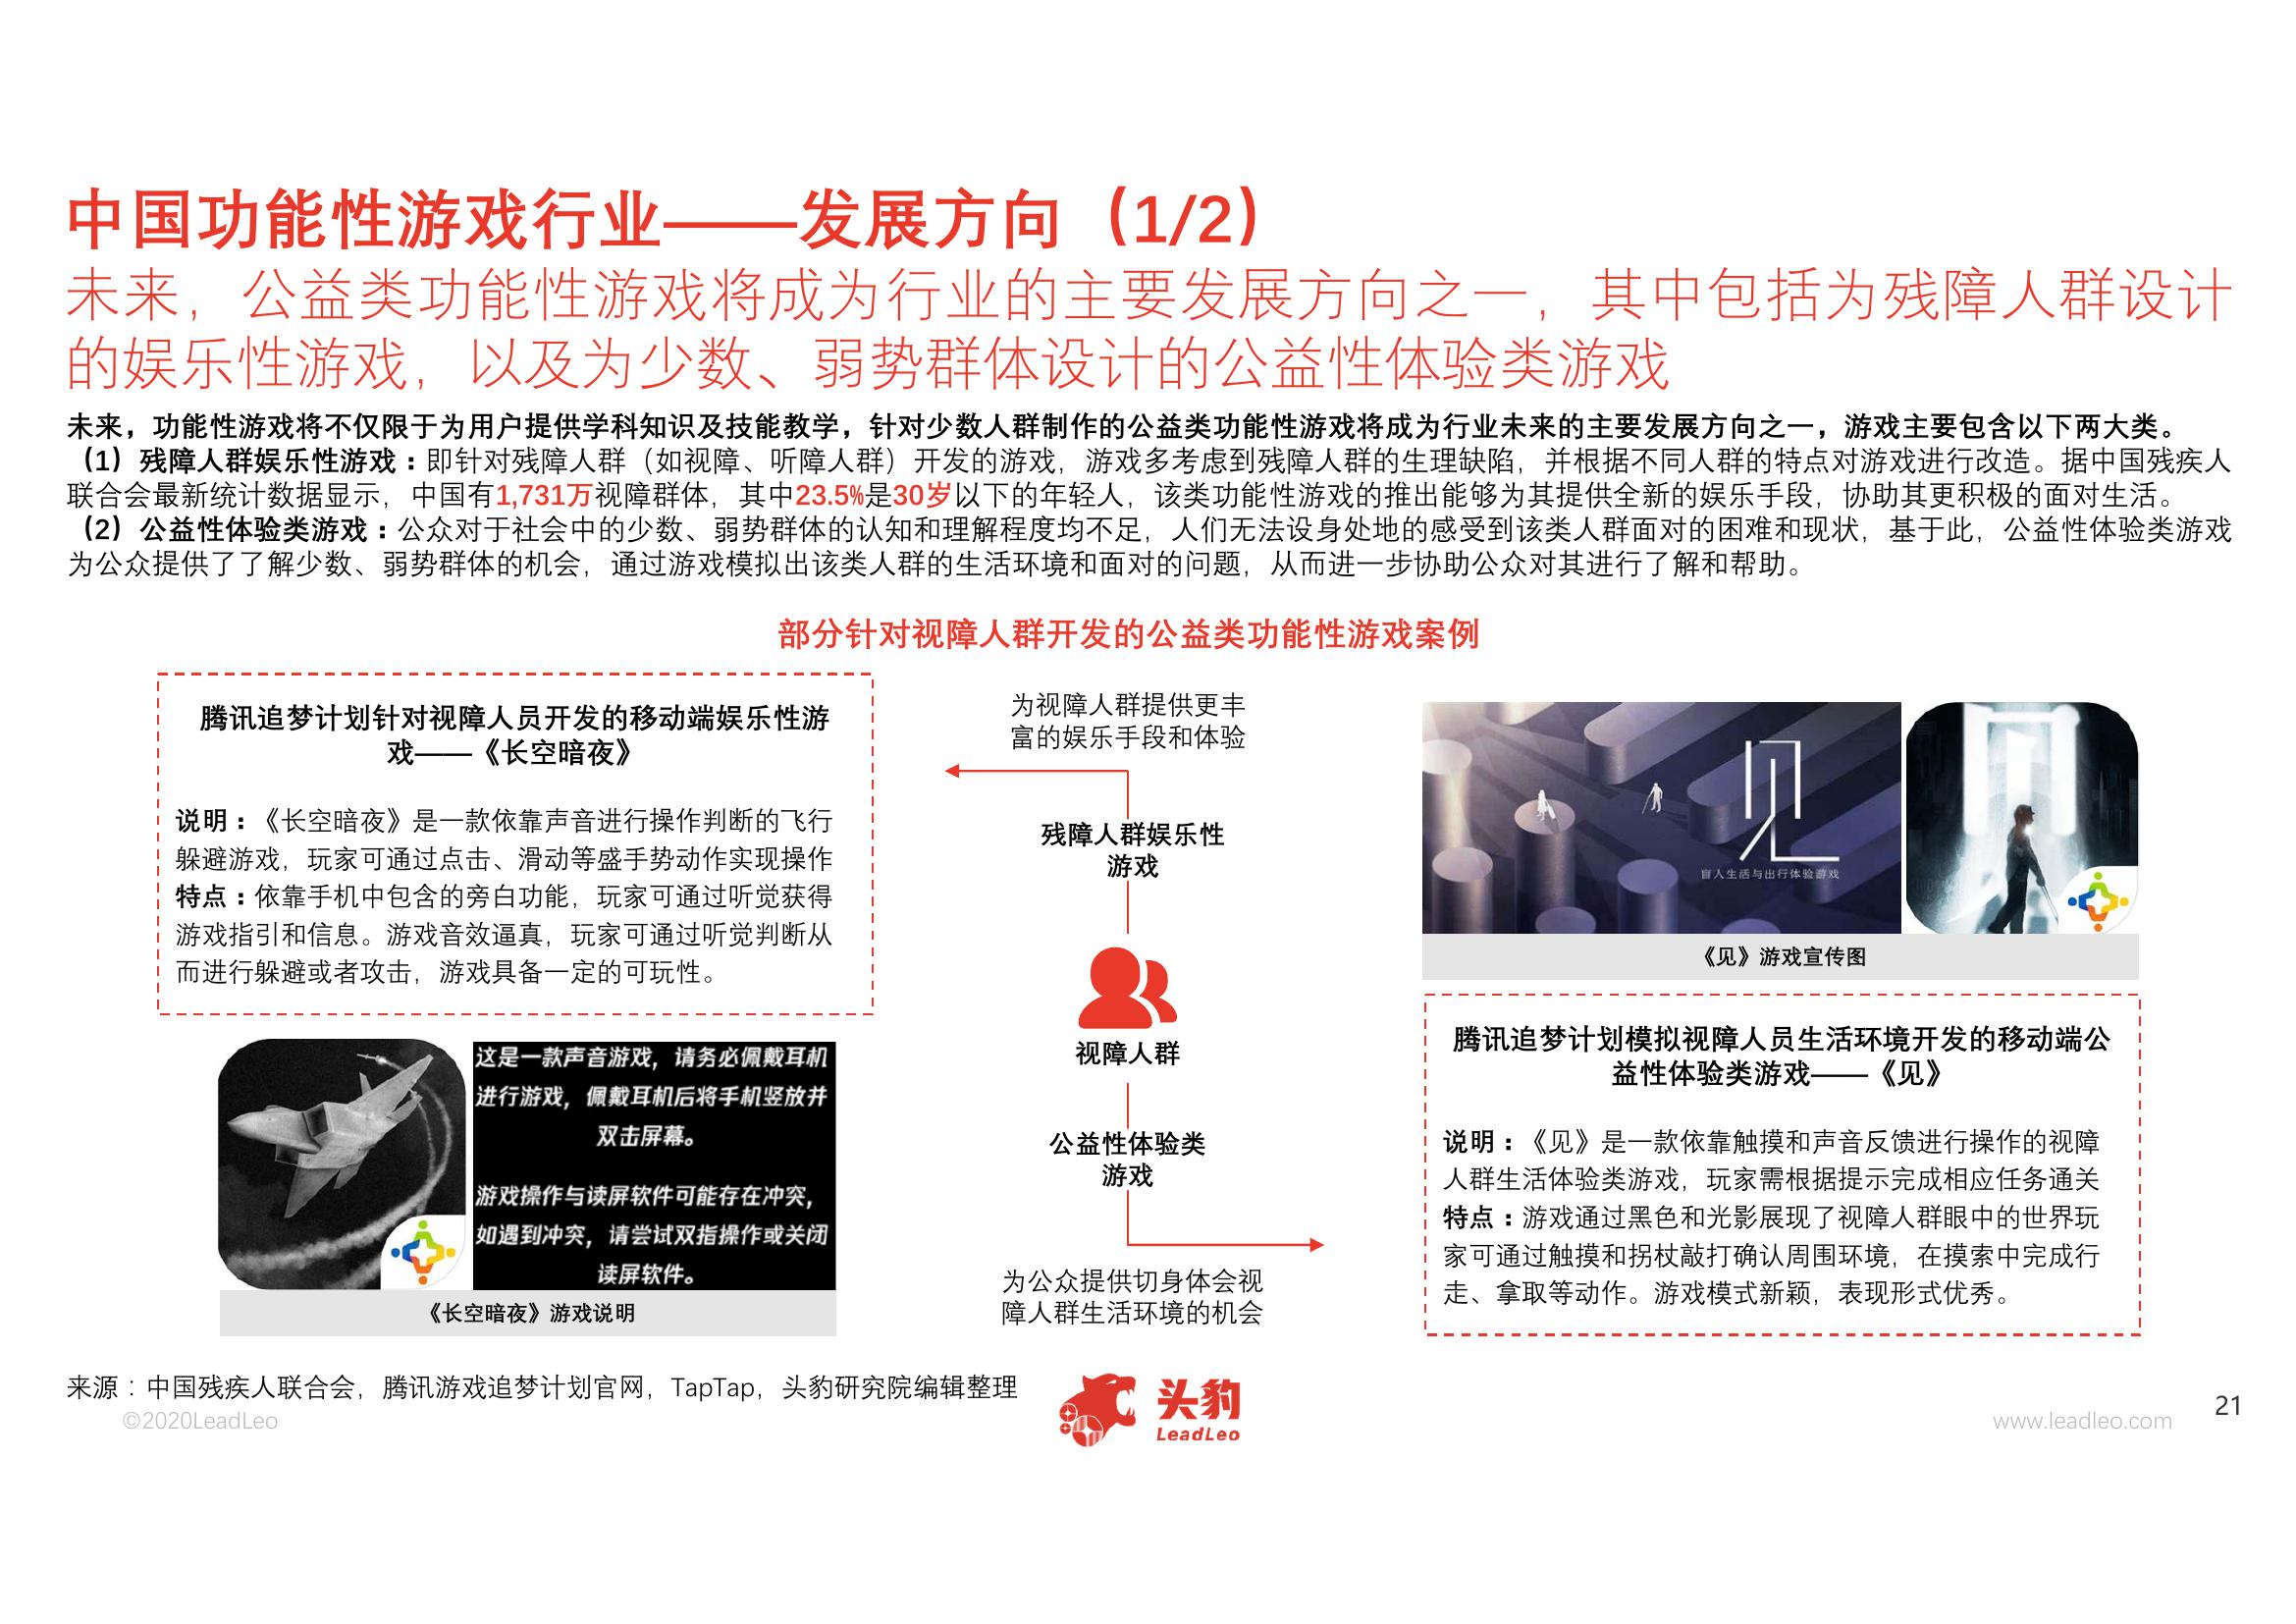 中国功能性游戏行业——发展方向（1/2）
未来，公益类功能性游戏将成为行业的主要发展方向之一，其中包括为残障人群设计
的娱乐性游戏，以及为少数、弱势群体设计的公益性体验类游戏
未来，功能性游戏将不仅限于为用户提供学科知识及技能教学，针对少数人群制作的公益类功能性游戏将成为行业未来的主要发展方向之一，游戏主要包含以下两大类。
（1）残障人群娱乐性游戏：即针对残障人群（如视障、听障人群）开发的游戏，游戏多考虑到残障人群的生理缺陷，并根据不同人群的特点对游戏进行改造。据中国残疾人
联合会最新统计数据显示，中国有1,731万视障群体，其中23.5%是30岁以下的年轻人，该类功能性游戏的推出能够为其提供全新的娱乐手段，协助其更积极的面对生活。
（2）公益性体验类游戏：公众对于社会中的少数、弱势群体的认知和理解程度均不足，人们无法设身处地的感受到该类人群面对的困难和现状，基于此，公益性体验类游戏
为公众提供了了解少数、弱势群体的机会，通过游戏模拟出该类人群的生活环境和面对的问题，从而进一步协助公众对其进行了解和帮助。
部分针对视障人群开发的公益类功能性游戏案例
腾讯追梦计划针对视障人员开发的移动端娱乐性游
戏——《长空暗夜》
说明：《长空暗夜》是一款依靠声音进行操作判断的飞行
躲避游戏，玩家可通过点击、滑动等盛手势动作实现操作
特点：依靠手机中包含的旁白功能，玩家可通过听觉获得
游戏指引和信息。游戏音效逼真，玩家可通过听觉判断从
而进行躲避或者攻击，游戏具备一定的可玩性。
这是一款声音游戏，请务必佩戴耳机
进行游戏，佩戴耳机后将手机竖放并
双击屏幕。
游戏操作与读屏软件可能存在冲突，
如遇到冲突，请尝试双指操作或关闭
读屏软件。
《长空暗夜》游戏说明
为视障人群提供更丰
富的娱乐手段和体验
残障人群娱乐性
游戏
视障人群
公益性体验类
游戏
为公众提供切身体会视
障人群生活环境的机会
见
盲人生活与出行体验游戏
见
《见》游戏宣传图
腾讯追梦计划模拟视障人员生活环境开发的移动端公
益性体验类游戏——《见》
说明：《见》是一款依靠触摸和声音反馈进行操作的视障
人群生活体验类游戏，玩家需根据提示完成相应任务通关
特点：游戏通过黑色和光影展现了视障人群眼中的世界玩
家可通过触摸和拐杖敲打确认周围环境，在摸索中完成行
走、拿取等动作。游戏模式新颖，表现形式优秀。
来源：中国残疾人联合会，腾讯游戏追梦计划官网，TapTap，头豹研究院编辑整理
©2020LeadLeo
头豹
LeadLeo
www.leadleo.com
21